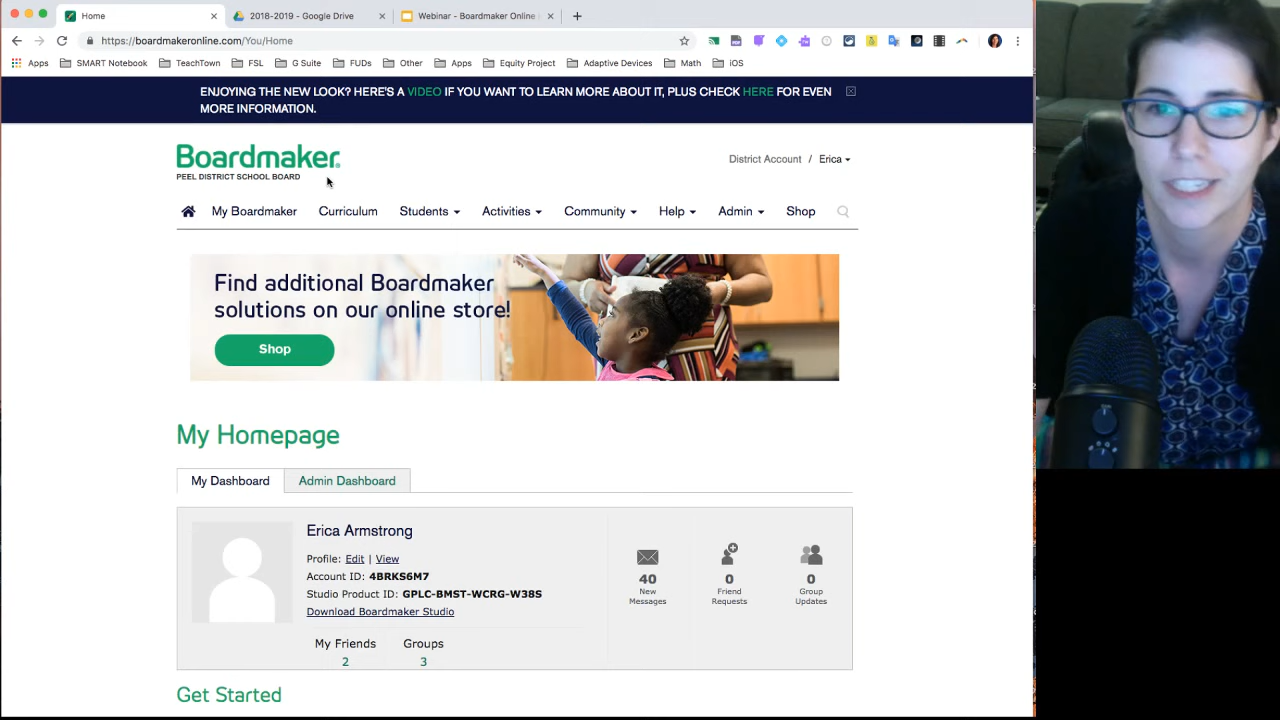 Home
2018-2019 - Google Drive
Webinar - Boardmaker Online
https://boardmakeronline.com/You/Home
Apps
SMART Notebook
TeachTown
FSL
G Suite
FUDs
Other
Apps
Equity Project
Adaptive Devices
Math
iOS
ENJOYING THE NEW LOOK? HERE'S A VIDEO IF YOU WANT TO LEARN MORE ABOUT IT, PLUS CHECK HERE FOR EVEN
MORE INFORMATION.
Boardmaker
PEEL DISTRICT SCHOOL BOARD
District Account / Erica
My Boardmaker
Curriculum
Students
Activities
Community
Help
Admin
Shop
Find additional Boardmaker
solutions on our online store!
Shop
My Homepage
My Dashboard
Admin Dashboard
Erica Armstrong
Profile: Edit | View
Account ID: 4BRKS6M7
Studio Product ID: GPLC-BMST-WCRG-W38S
Download Boardmaker Studio
My Friends
2
Groups
3
40
New
Messages
0
Friend
Requests
0
Group
Updates
Get Started